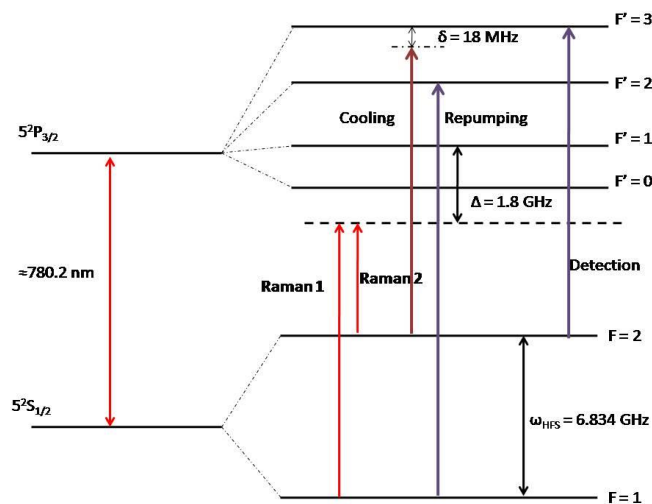 F' = 3
δ = 18 MHz
F' = 2
Cooling
Repumping
5²P₃/₂
F' = 1
F' = 0
Δ = 1.8 GHz
≈780.2 nm
Raman 1
Raman 2
Detection
F = 2
5²S₁/₂
ω_HFS = 6.834 GHz
F = 1